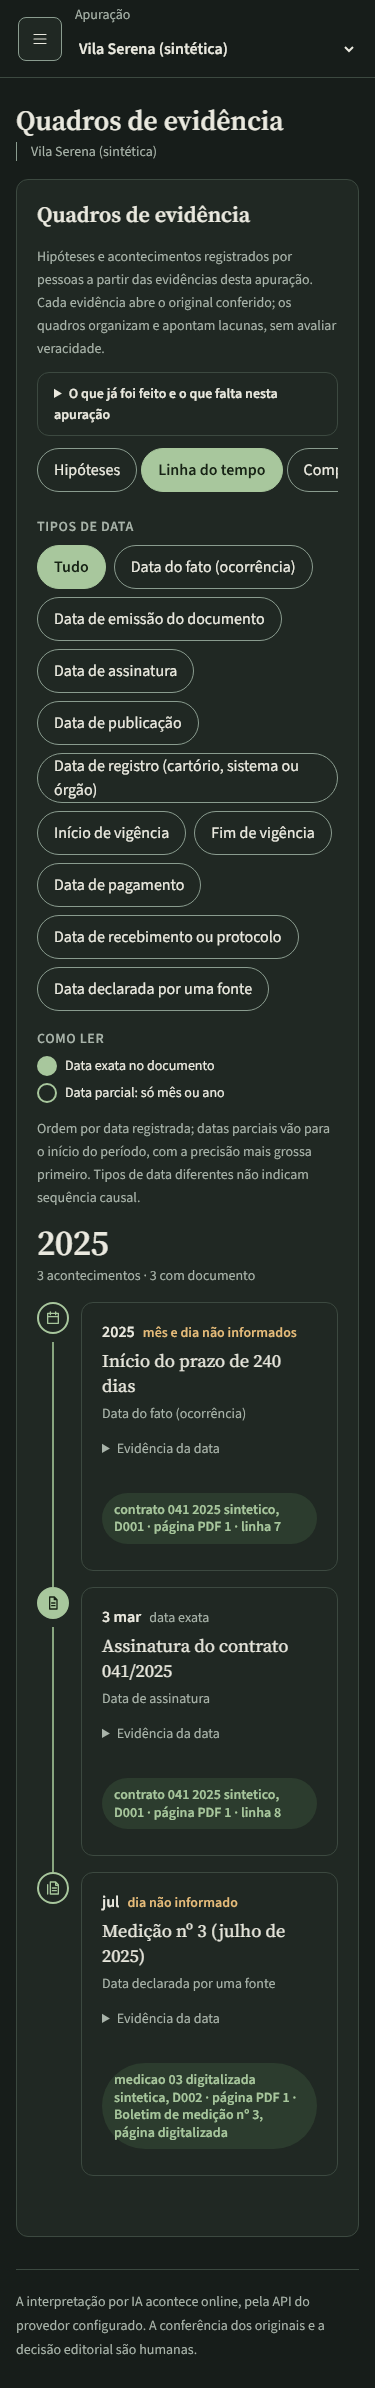 Apuração
Vila Serena (sintética)
Quadros de evidência
Vila Serena (sintética)
Quadros de evidência
Hipóteses e acontecimentos registrados por
pessoas a partir das evidências desta apuração.
Cada evidência abre o original conferido; os
quadros organizam e apontam lacunas, sem avaliar
veracidade.
O que já foi feito e o que falta nesta
apuração
Hipóteses
Linha do tempo
Comp
TIPOS DE DATA
Tudo
Data do fato (ocorrência)
Data de emissão do documento
Data de assinatura
Data de publicação
Data de registro (cartório, sistema ou
órgão)
Início de vigência
Fim de vigência
Data de pagamento
Data de recebimento ou protocolo
Data declarada por uma fonte
COMO LER
Data exata no documento
Data parcial: só mês ou ano
Ordem por data registrada; datas parciais vão para
o início do período, com a precisão mais grossa
primeiro. Tipos de data diferentes não indicam
sequência causal.
2025
3 acontecimentos · 3 com documento
2025 mês e dia não informados
Início do prazo de 240
dias
Data do fato (ocorrência)
Evidência da data
contrato 041 2025 sintetico,
D001 · página PDF 1 · linha 7
3 mar data exata
Assinatura do contrato
041/2025
Data de assinatura
Evidência da data
contrato 041 2025 sintetico,
D001 · página PDF 1 · linha 8
jul dia não informado
Medição nº 3 (julho de
2025)
Data declarada por uma fonte
Evidência da data
medicao 03 digitalizada
sintetica, D002 · página PDF 1 ·
Boletim de medição nº 3,
página digitalizada
A interpretação por IA acontece online, pela API do
provedor configurado. A conferência dos originais e a
decisão editorial são humanas.